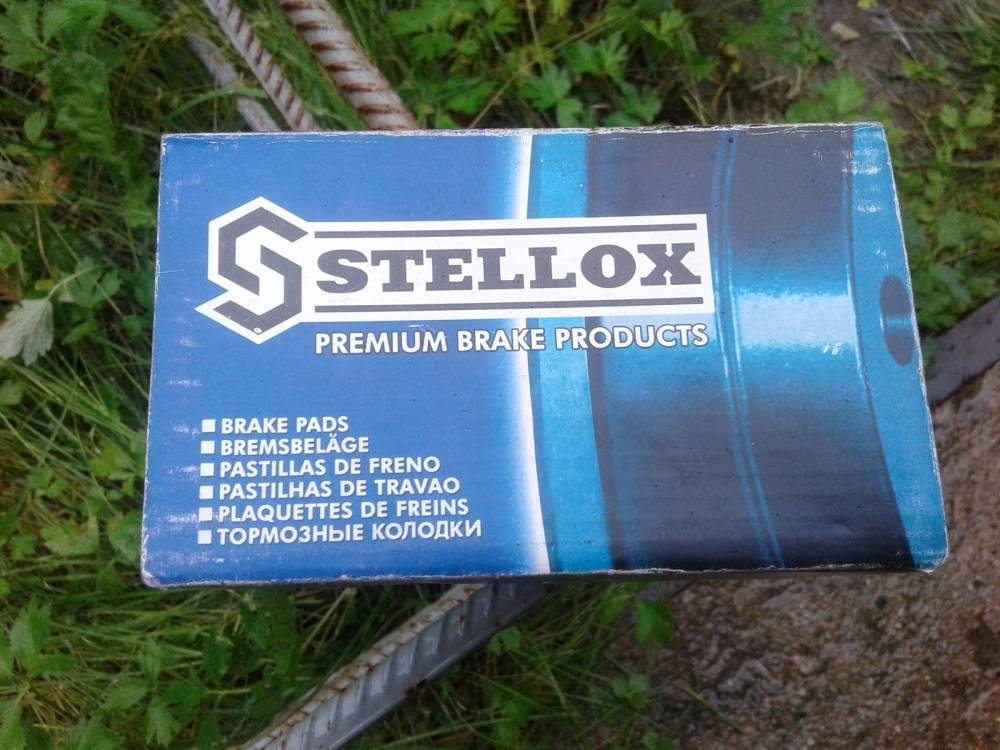 STELLOX
PREMIUM BRAKE PRODUCTS
BRAKE PADS
BREMSBELÄGE
PASTILLAS DE FRENO
PASTILHAS DE TRAVAO
PLAQUETTES DE FREINS
ТОРМОЗНЫЕ КОЛОДКИ